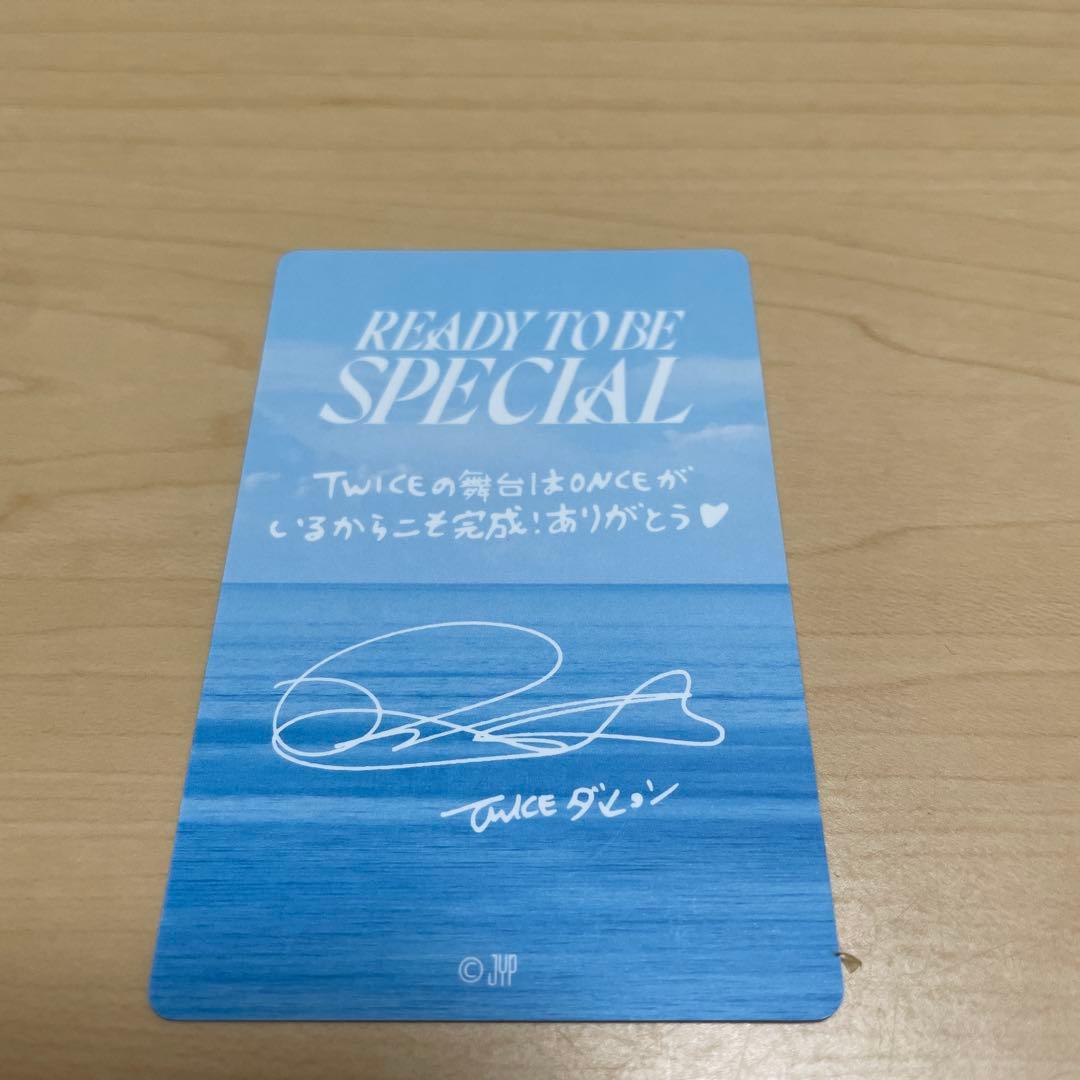 READY TO BE
SPECIAL
TWICEの舞台はONCEが
いるからこそ完成!ありがとう♥
TWICE ダヒョン
© JYP